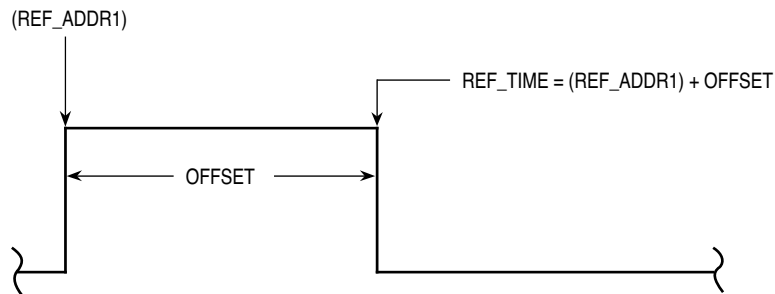 (REF_ADDR1)
REF_TIME = (REF_ADDR1) + OFFSET
OFFSET